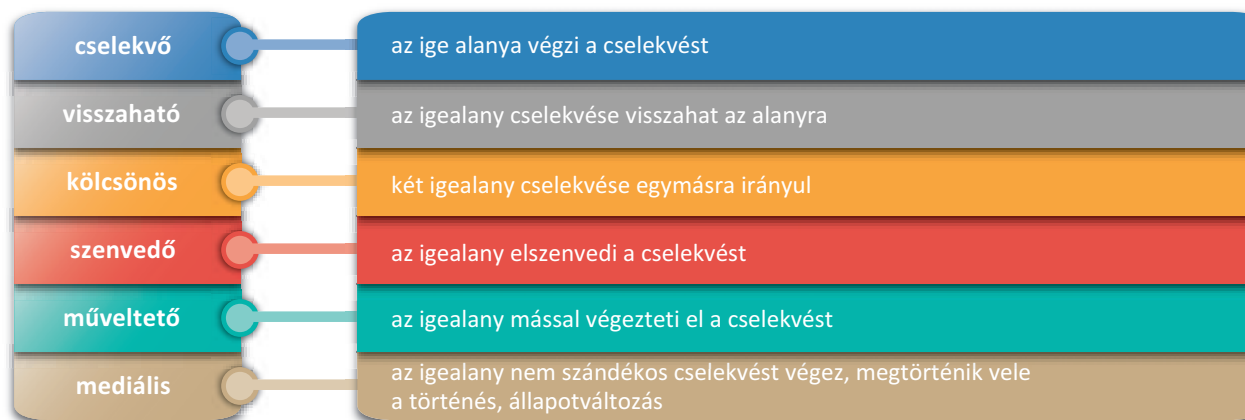 cselekvő
az ige alanya végzi a cselekvést
visszaható
az igealany cselekvése visszahat az alanyra
kölcsönös
két igealany cselekvése egymásra irányul
szenvedő
az igealany elszenvedi a cselekvést
műveltető
az igealany mással végezteti el a cselekvést
mediális
az igealany nem szándékos cselekvést végez, megtörténik vele
a történés, állapotváltozás